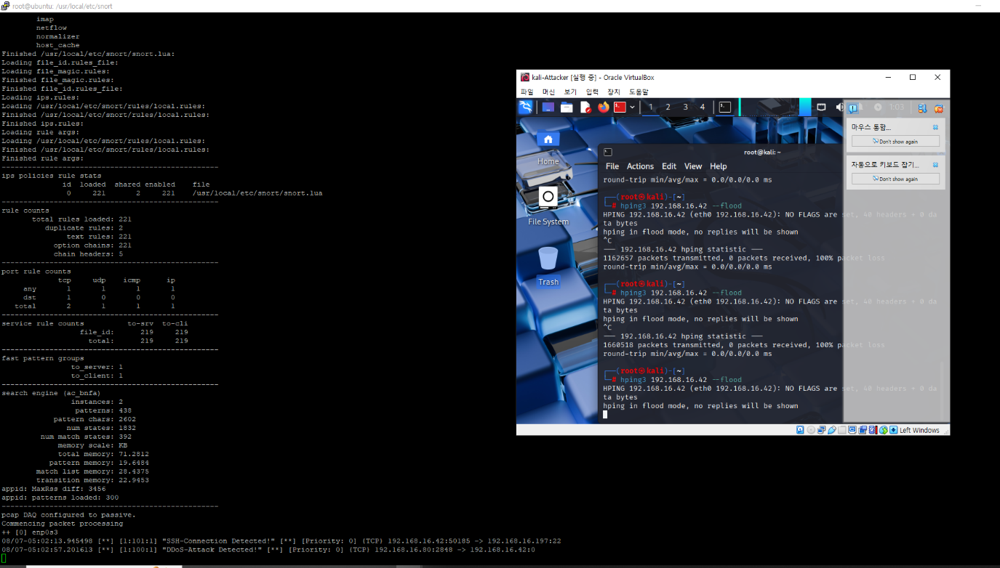 root@ubuntu: /usr/local/etc/snort
imap
netflow
normalizer
host_cache
Finished /usr/local/etc/snort/snort.lua:
Loading file_id.rules_file:
Loading file_magic.rules:
Finished file_magic.rules:
Finished file_id.rules_file:
Loading ips.rules:
Loading /usr/local/etc/snort/rules/local.rules:
Finished /usr/local/etc/snort/rules/local.rules:
Finished ips.rules:
Loading rule args:
Loading /usr/local/etc/snort/rules/local.rules:
Finished /usr/local/etc/snort/rules/local.rules:
Finished rule args:
--------------------------------------------------
ips policies rule stats
id loaded shared enabled file
0 221 2 221 /usr/local/etc/snort/snort.lua
--------------------------------------------------
rule counts
total rules loaded: 221
duplicate rules: 2
text rules: 221
option chains: 221
chain headers: 5
--------------------------------------------------
port rule counts
tcp udp icmp ip
any 1 1 1 1
dst 1 0 0 0
total 2 1 1 1
--------------------------------------------------
service rule counts to-srv to-cli
file_id: 219 219
total: 219 219
--------------------------------------------------
fast pattern groups
to_server: 1
to_client: 1
--------------------------------------------------
search engine (ac_bnfa)
instances: 2
patterns: 438
pattern chars: 2602
num states: 1832
num match states: 392
memory scale: KB
total memory: 71.2812
pattern memory: 19.6484
match list memory: 28.4375
transition memory: 22.9453
appid: MaxRss diff: 3456
appid: patterns loaded: 300
--------------------------------------------------
pcap DAQ configured to passive.
Commencing packet processing
++ [0] enp0s3
08/07-05:02:13.945498 [**] [1:101:1] "SSH-Connection Detected!" [**] [Priority: 0] {TCP} 192.168.16.42:50185 -> 192.168.16.197:22
08/07-05:02:57.201613 [**] [1:100:1] "DDoS-Attack Detected!" [**] [Priority: 0] {TCP} 192.168.16.80:2848 -> 192.168.16.42:0
kali-Attacker [실행 중] - Oracle VirtualBox
파일 머신 보기 입력 장치 도움말
1 2 3 4
1:03
마우스 통합...
Don't show again
자동으로 키보드 잡기...
Don't show again
Home
File System
Trash
root@kali: ~
File Actions Edit View Help
round-trip min/avg/max = 0.0/0.0/0.0 ms
┌──(root㉿kali)-[~]
└─# hping3 192.168.16.42 --flood
HPING 192.168.16.42 (eth0 192.168.16.42): NO FLAGS are set, 40 headers + 0 da
ta bytes
hping in flood mode, no replies will be shown
^C
--- 192.168.16.42 hping statistic ---
1162657 packets transmitted, 0 packets received, 100% packet loss
round-trip min/avg/max = 0.0/0.0/0.0 ms
┌──(root㉿kali)-[~]
└─# hping3 192.168.16.42 --flood
HPING 192.168.16.42 (eth0 192.168.16.42): NO FLAGS are set, 40 headers + 0 da
ta bytes
hping in flood mode, no replies will be shown
^C
--- 192.168.16.42 hping statistic ---
1660518 packets transmitted, 0 packets received, 100% packet loss
round-trip min/avg/max = 0.0/0.0/0.0 ms
┌──(root㉿kali)-[~]
└─# hping3 192.168.16.42 --flood
HPING 192.168.16.42 (eth0 192.168.16.42): NO FLAGS are set, 40 headers + 0 da
ta bytes
hping in flood mode, no replies will be shown
Left Windows